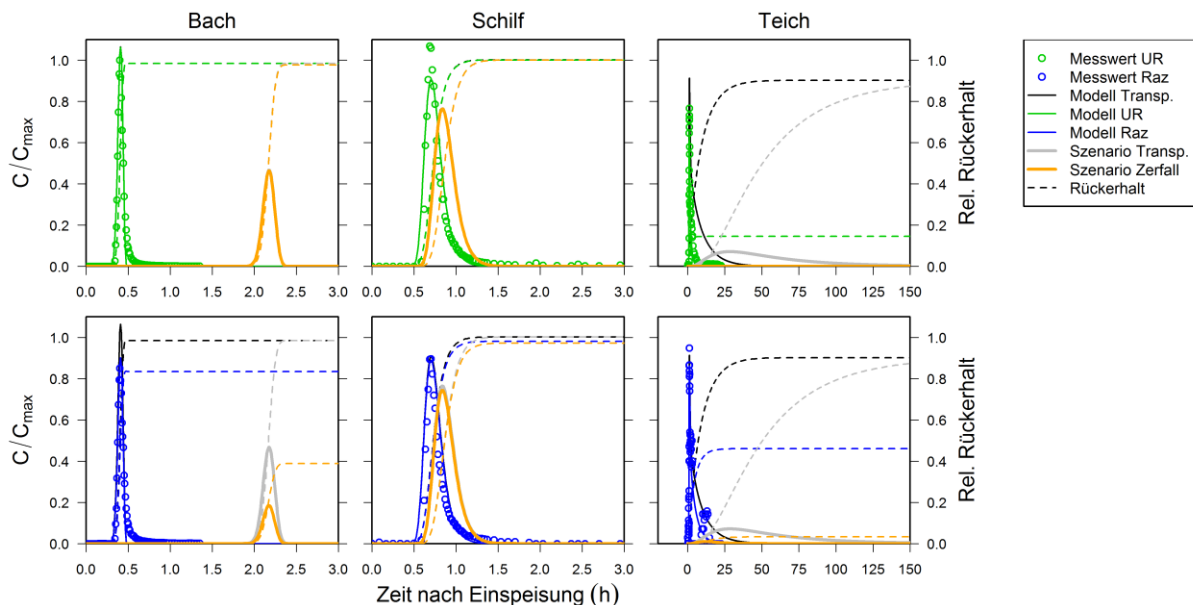 Bach Schilf Teich
1.0
0.8
0.6
0.4
0.2
0.0
C/Cmax
0.0 0.5 1.0 1.5 2.0 2.5 3.0
0.0 0.5 1.0 1.5 2.0 2.5 3.0
0 25 50 75 100 125 150
1.0
0.8
0.6
0.4
0.2
0.0
Rel. Rückerhalt
Messwert UR
Messwert Raz
Modell Transp.
Modell UR
Modell Raz
Szenario Transp.
Szenario Zerfall
Rückerhalt
1.0
0.8
0.6
0.4
0.2
0.0
C/Cmax
0.0 0.5 1.0 1.5 2.0 2.5 3.0
0.0 0.5 1.0 1.5 2.0 2.5 3.0
0 25 50 75 100 125 150
1.0
0.8
0.6
0.4
0.2
0.0
Rel. Rückerhalt
Zeit nach Einspeisung (h)